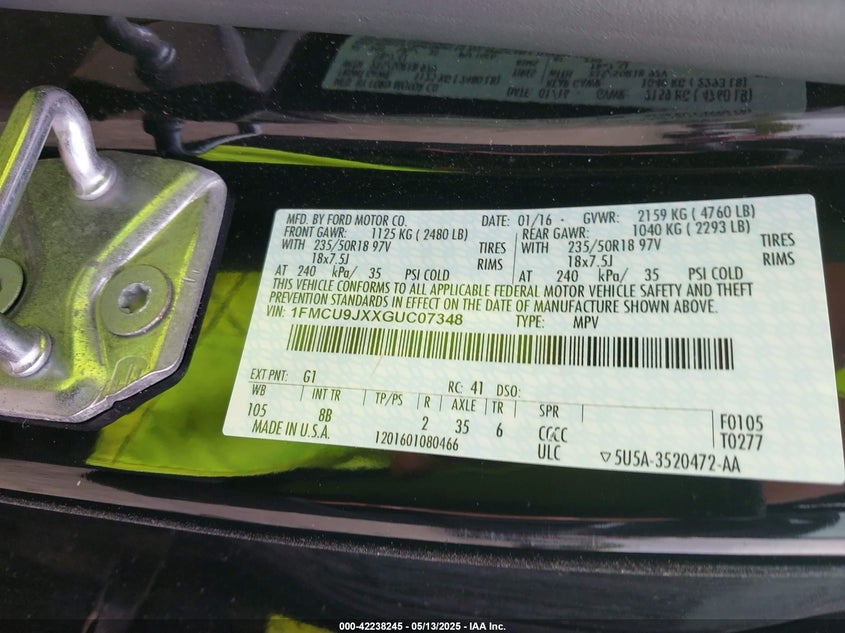 MFD. BY FORD MOTOR CO. DATE: 01/16 GVWR: 2159 KG ( 4760 LB)
FRONT GAWR: 1125 KG ( 2480 LB) REAR GAWR: 1040 KG ( 2293 LB)
WITH 235/50R18 97V TIRES WITH 235/50R18 97V TIRES
18x7.5J RIMS 18x7.5J RIMS
AT 240 kPa/ 35 PSI COLD AT 240 kPa/ 35 PSI COLD
THIS VEHICLE CONFORMS TO ALL APPLICABLE FEDERAL MOTOR VEHICLE SAFETY AND THEFT
PREVENTION STANDARDS IN EFFECT ON THE DATE OF MANUFACTURE SHOWN ABOVE.
VIN: 1FMCU9JXXGUC07348 TYPE: MPV
EXT PNT: G1 RC: 41 DSO:
WB INT TR TP/PS R AXLE TR SPR
105 8B 2 35 6 CGCC F0105
MADE IN U.S.A. 1201601080466 ULC ▽5U5A-3520472-AA T0277
000-42238245 - 05/13/2025 - IAA Inc.